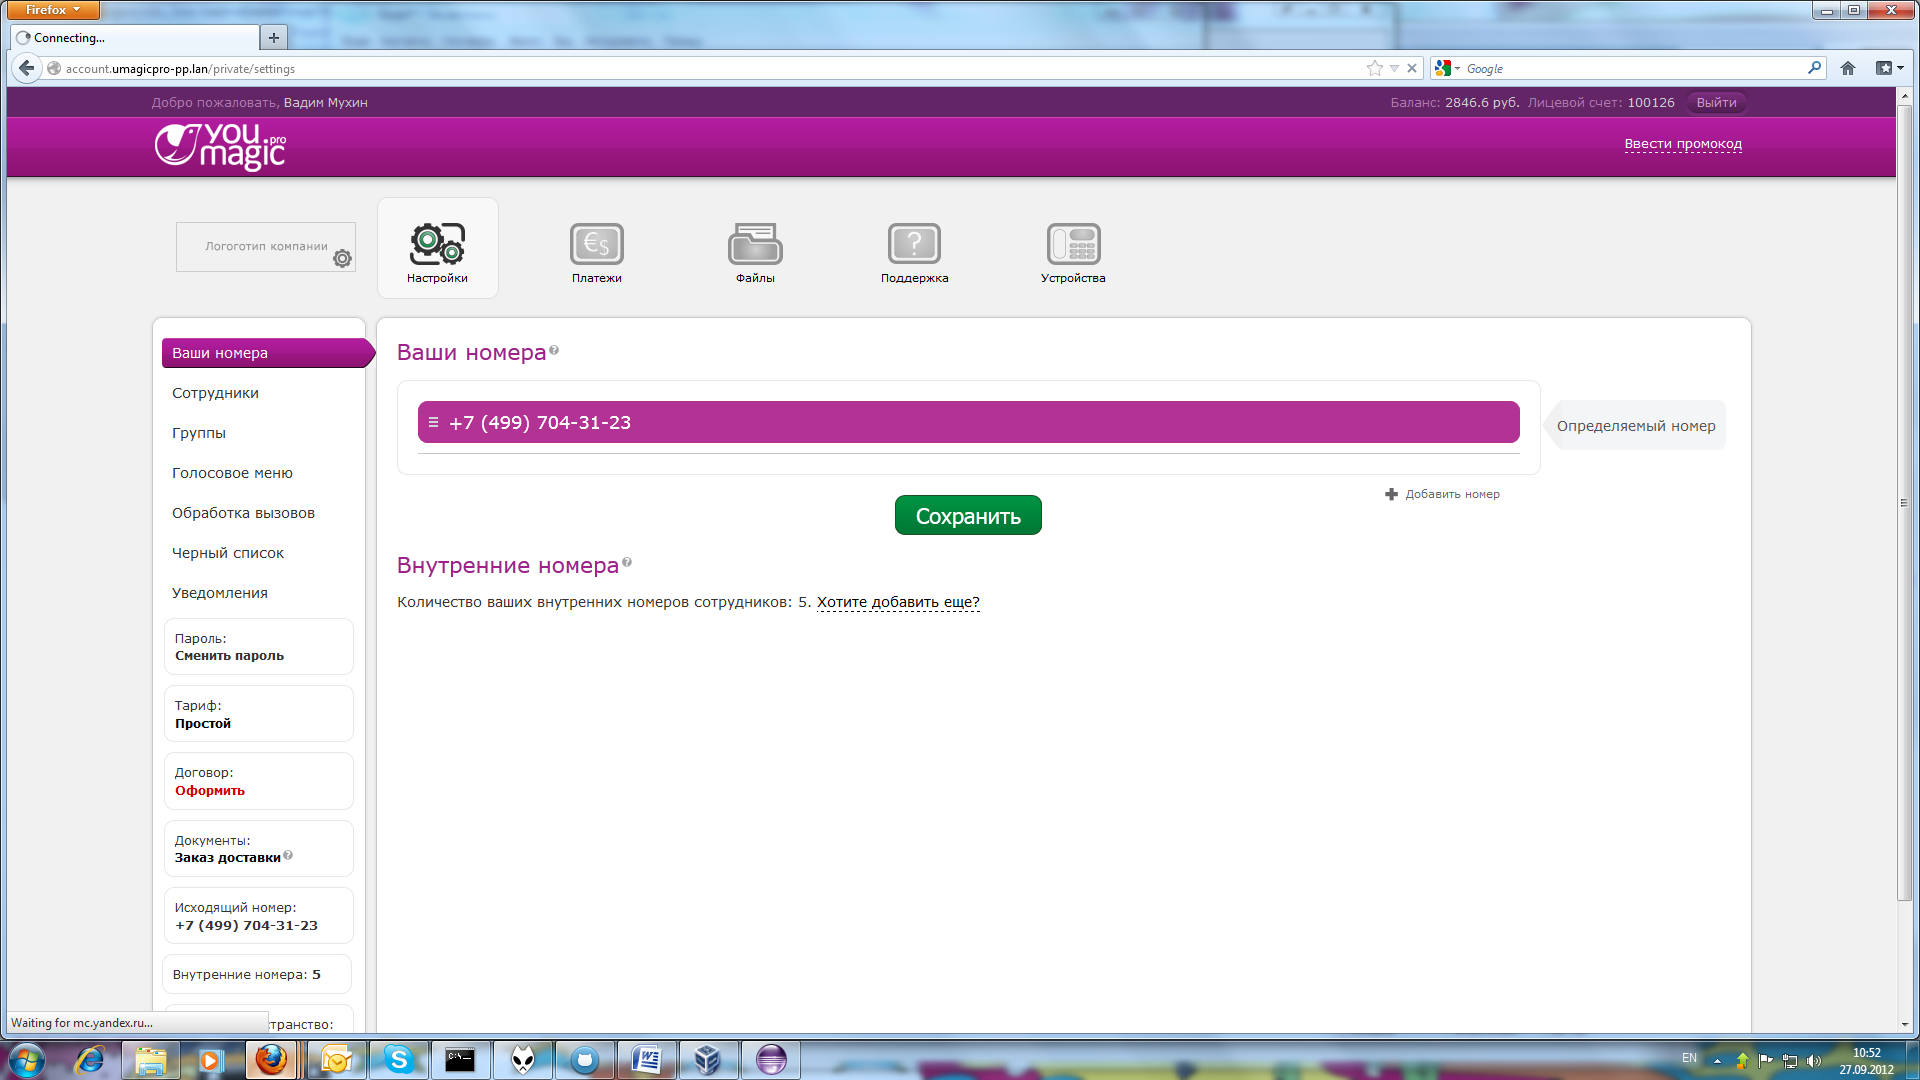 Firefox
Connecting...
account.umagicpro-pp.lan/private/settings
Google
Добро пожаловать, Вадим Мухин
Баланс: 2846.6 руб. Лицевой счет: 100126 Выйти
you magic pro
Ввести промокод
Логоготип компании
Настройки
Платежи
Файлы
Поддержка
Устройства
Ваши номера
Сотрудники
Группы
Голосовое меню
Обработка вызовов
Черный список
Уведомления
Пароль:
Сменить пароль
Тариф:
Простой
Договор:
Оформить
Документы:
Заказ доставки
Исходящий номер:
+7 (499) 704-31-23
Внутренние номера: 5
транство:
Ваши номера
+7 (499) 704-31-23
Определяемый номер
Добавить номер
Сохранить
Внутренние номера
Количество ваших внутренних номеров сотрудников: 5. Хотите добавить еще?
Waiting for mc.yandex.ru...
EN
10:52
27.09.2012